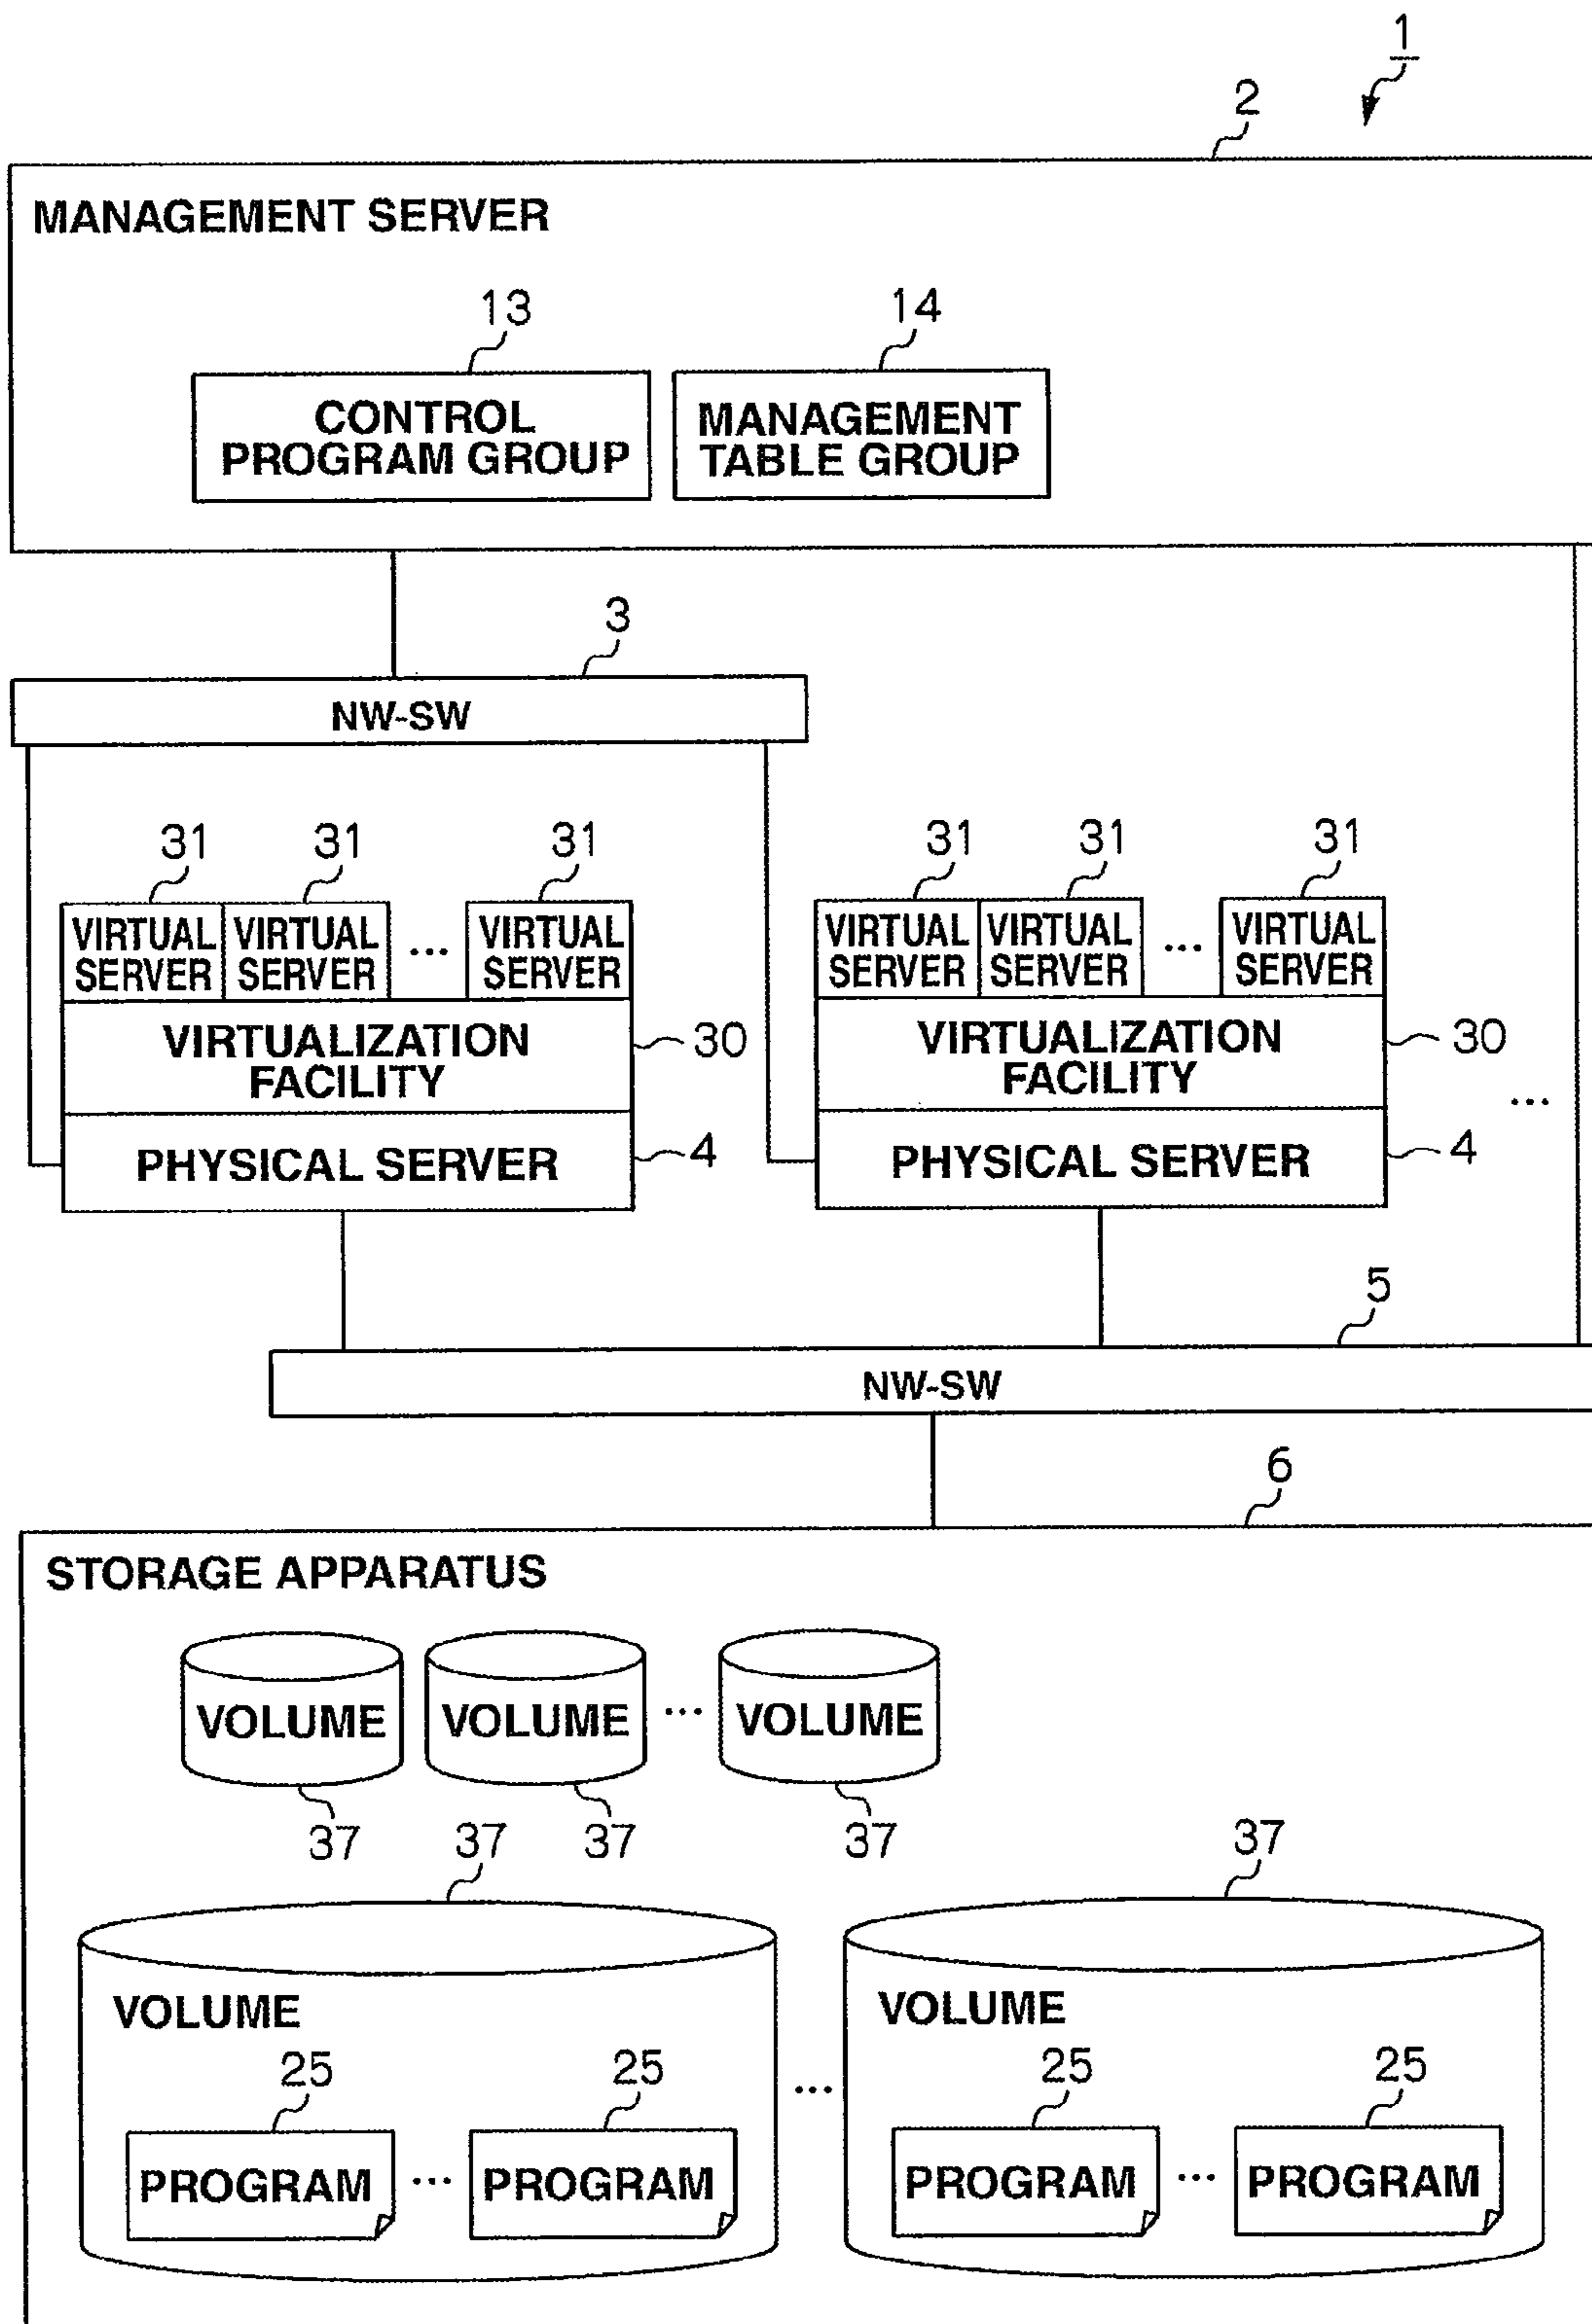 1
2
MANAGEMENT SERVER
13
14
CONTROL
PROGRAM GROUP
MANAGEMENT
TABLE GROUP
3
NW-SW
31 31 31
31 31 31
VIRTUAL
SERVER
VIRTUAL
SERVER
...
VIRTUAL
SERVER
VIRTUAL
SERVER
VIRTUAL
SERVER
...
VIRTUAL
SERVER
VIRTUALIZATION
FACILITY
30
VIRTUALIZATION
FACILITY
30
...
PHYSICAL SERVER
4
PHYSICAL SERVER
4
5
NW-SW
6
STORAGE APPARATUS
VOLUME VOLUME ... VOLUME
37 37 37
37
37
VOLUME
25 25
PROGRAM ... PROGRAM
...
VOLUME
25 25
PROGRAM ... PROGRAM